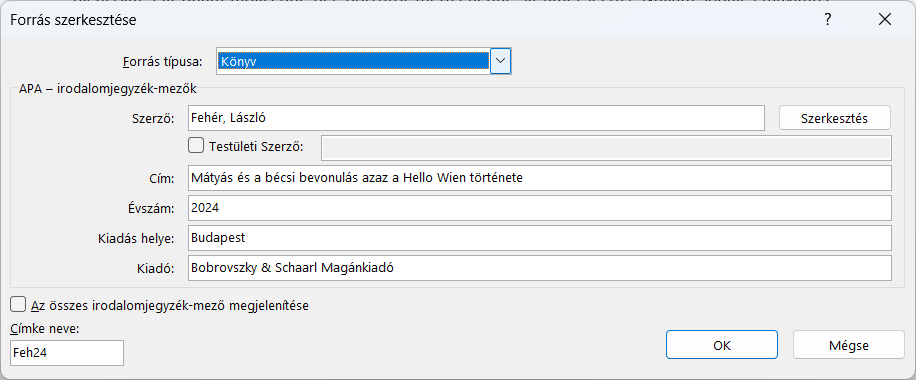 Forrás szerkesztése
?
Forrás típusa: Könyv
APA – irodalomjegyzék-mezők
Szerző: Fehér, László Szerkesztés
Testületi Szerző:
Cím: Mátyás és a bécsi bevonulás azaz a Hello Wien története
Évszám: 2024
Kiadás helye: Budapest
Kiadó: Bobrovszky & Schaarl Magánkiadó
Az összes irodalomjegyzék-mező megjelenítése
Címke neve:
Feh24
OK Mégse